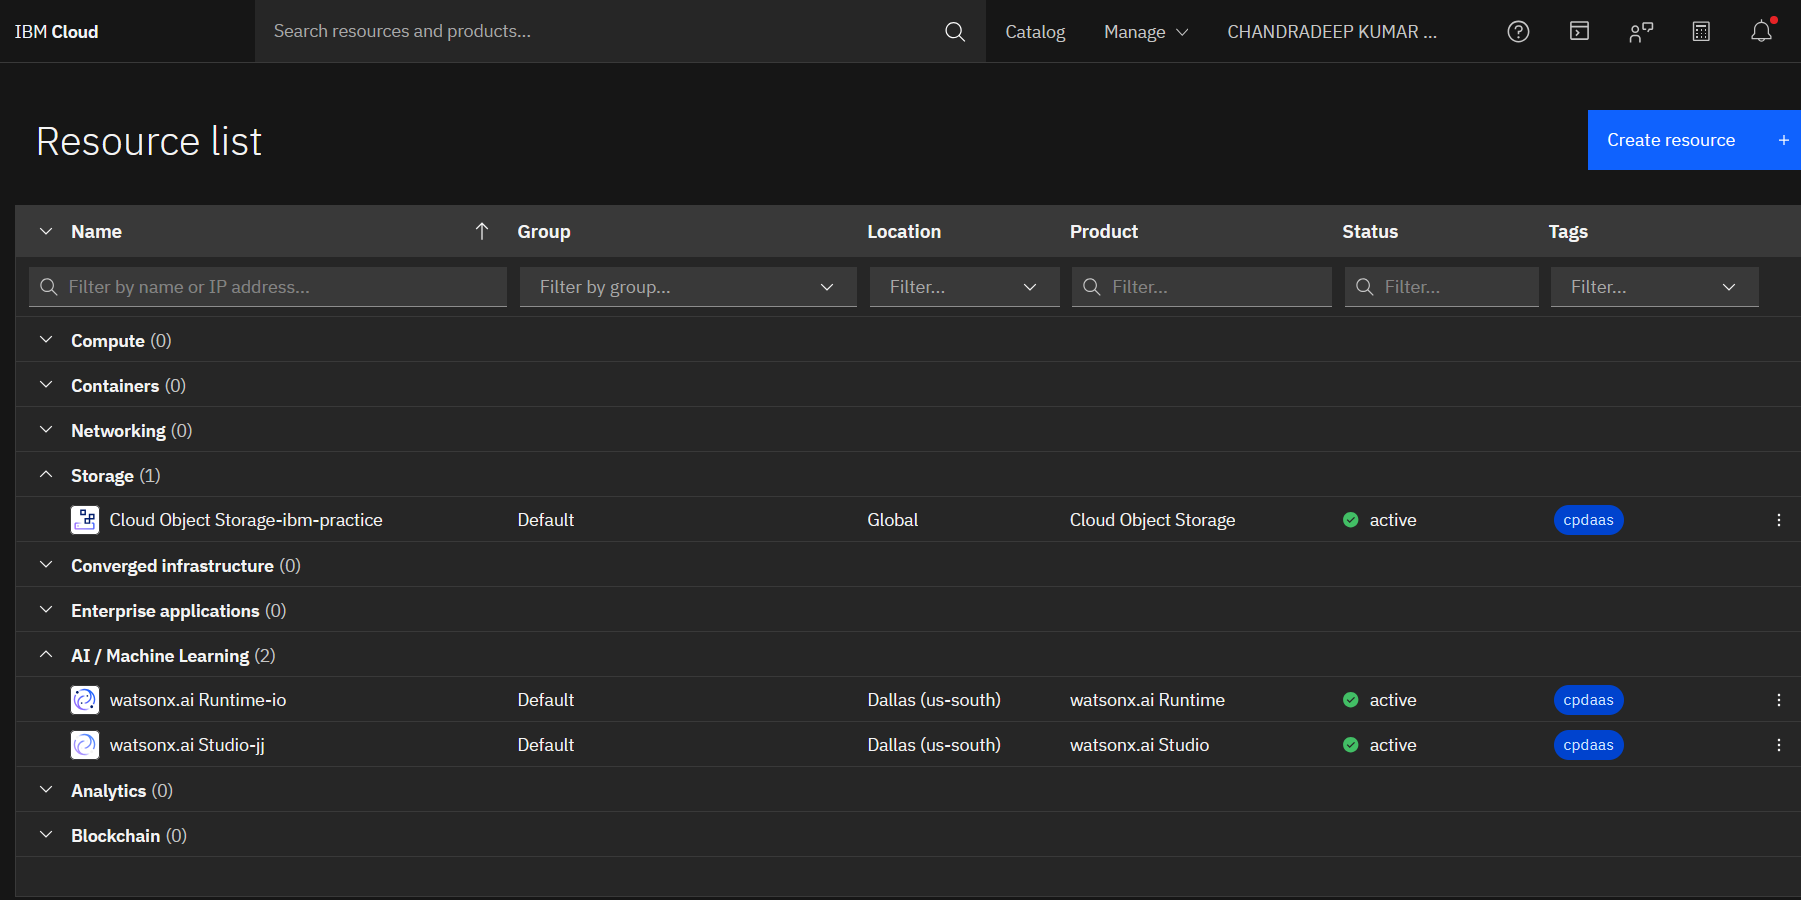 IBM Cloud
Search resources and products...
Catalog
Manage
CHANDRADEEP KUMAR ...
Resource list
Create resource +
Name Group Location Product Status Tags
Filter by name or IP address... Filter by group... Filter... Filter... Filter... Filter...
Compute (0)
Containers (0)
Networking (0)
Storage (1)
Cloud Object Storage-ibm-practice Default Global Cloud Object Storage active cpdaas
Converged infrastructure (0)
Enterprise applications (0)
AI / Machine Learning (2)
watsonx.ai Runtime-io Default Dallas (us-south) watsonx.ai Runtime active cpdaas
watsonx.ai Studio-jj Default Dallas (us-south) watsonx.ai Studio active cpdaas
Analytics (0)
Blockchain (0)